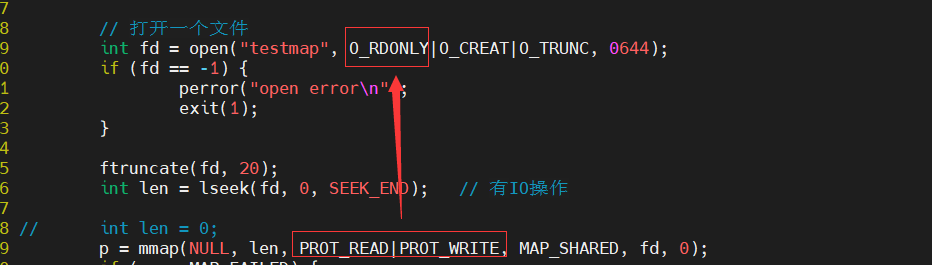 7
8 // 打开一个文件
9 int fd = open("testmap", O_RDONLY|O_CREAT|O_TRUNC, 0644);
0 if (fd == -1) {
1 perror("open error\n" ;
2 exit(1);
3 }
4
5 ftruncate(fd, 20);
6 int len = lseek(fd, 0, SEEK_END); // 有IO操作
7
8 // int len = 0;
9 p = mmap(NULL, len, PROT_READ|PROT_WRITE, MAP_SHARED, fd, 0);